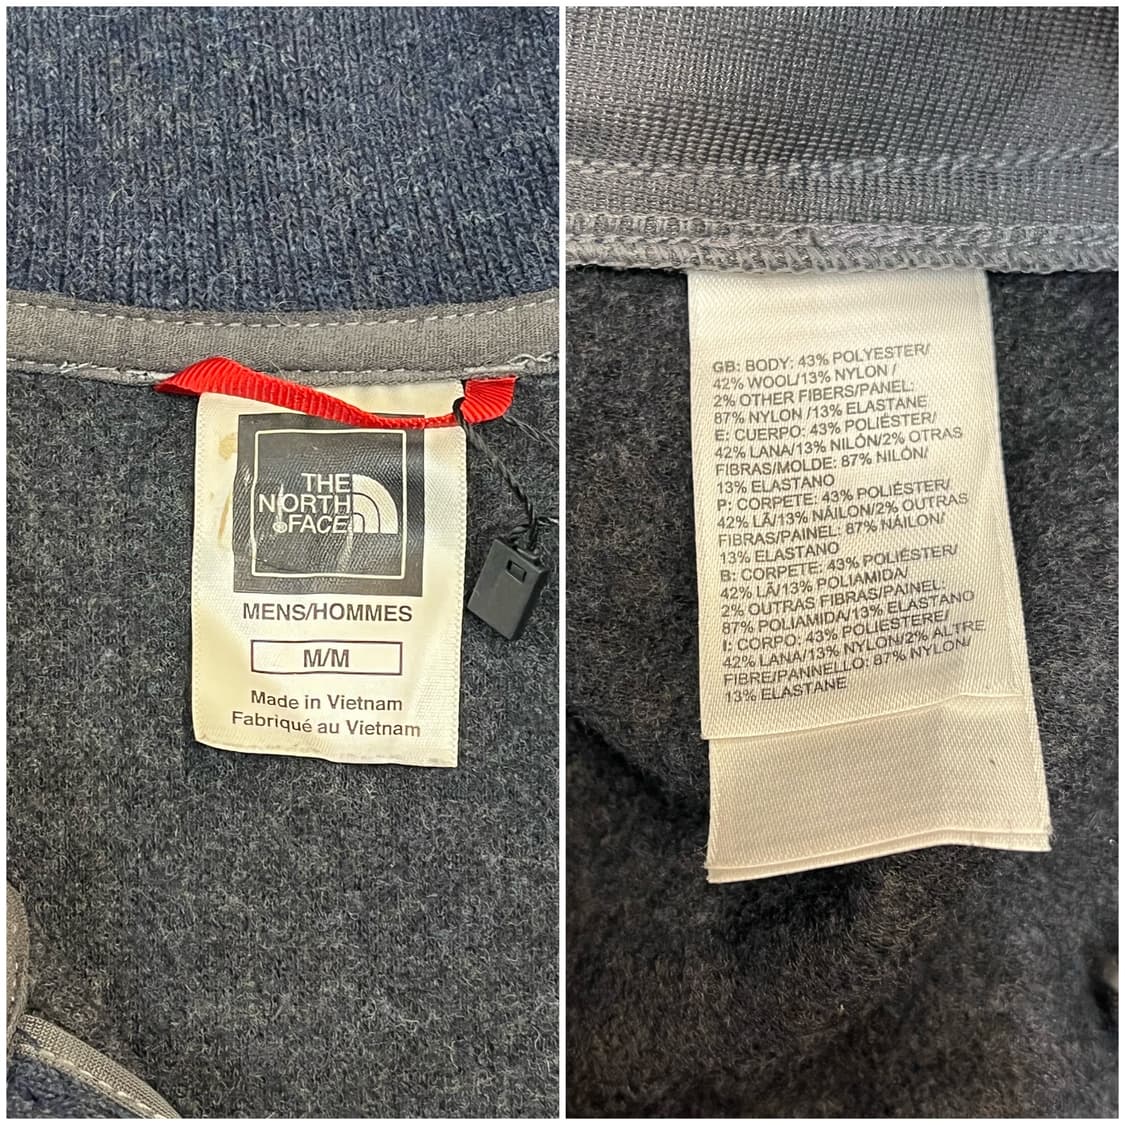 THE
NORTH
FACE
MENS/HOMMES
M/M
Made in Vietnam
Fabriqué au Vietnam
GB: BODY: 43% POLYESTER/
42% WOOL/13% NYLON /
2% OTHER FIBERS/PANEL:
87% NYLON /13% ELASTANE
E: CUERPO: 43% POLIÉSTER/
42% LANA/13% NILÓN/2% OTRAS
FIBRAS/MOLDE: 87% NILÓN/
13% ELASTANO
P: CORPETE: 43% POLIÉSTER/
42% LÃ/13% NÁILON/2% OUTRAS
FIBRAS/PAINEL: 87% NÁILON/
13% ELASTANO
B: CORPETE: 43% POLIÉSTER/
42% LÃ/13% POLIAMIDA/
2% OUTRAS FIBRAS/PAINEL:
87% POLIAMIDA/13% ELASTANO
I: CORPO: 43% POLIESTERE/
42% LANA/13% NYLON/2% ALTRE
FIBRE/PANNELLO: 87% NYLON/
13% ELASTANE